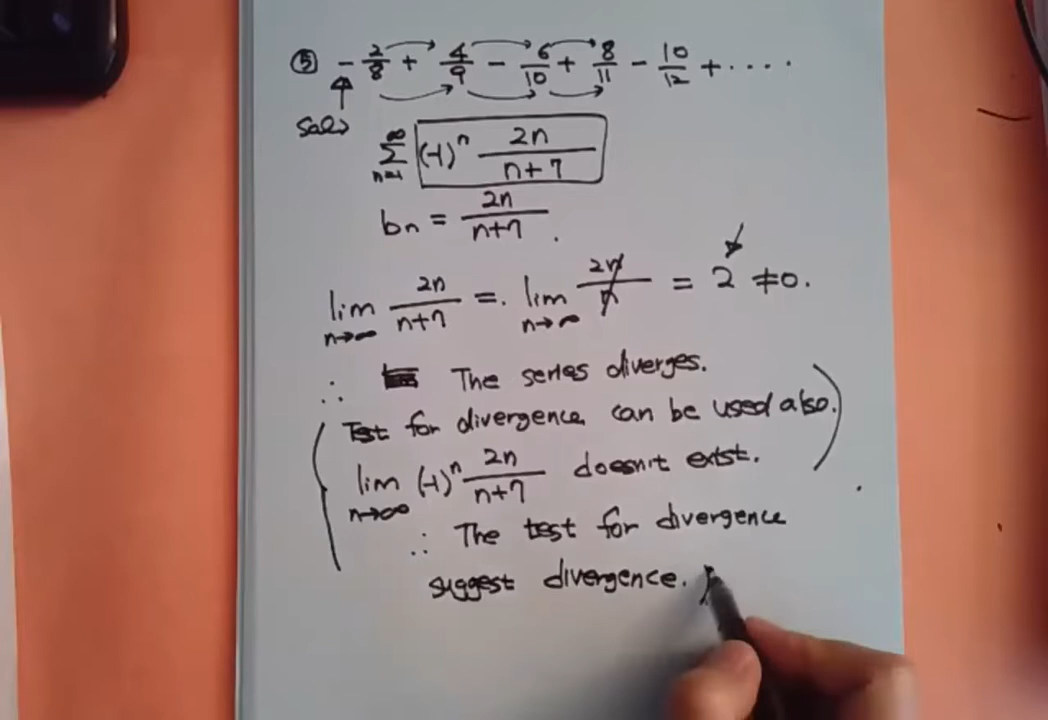 ⑤ - 2/8 + 4/9 - 6/10 + 8/11 - 10/12 + ....
Sol>
∞ Σ n=1 (-1)^n 2n/n+7
bn = 2n/n+7 .
lim n→∞ 2n/n+7 =. lim n→∞ 2n/n = 2 ≠0.
∴ The series diverges.
(Test for divergence can be used also.)
lim n→∞ (-1)^n 2n/n+7 doesn't exist.
∴ The test for divergence
suggest divergence.